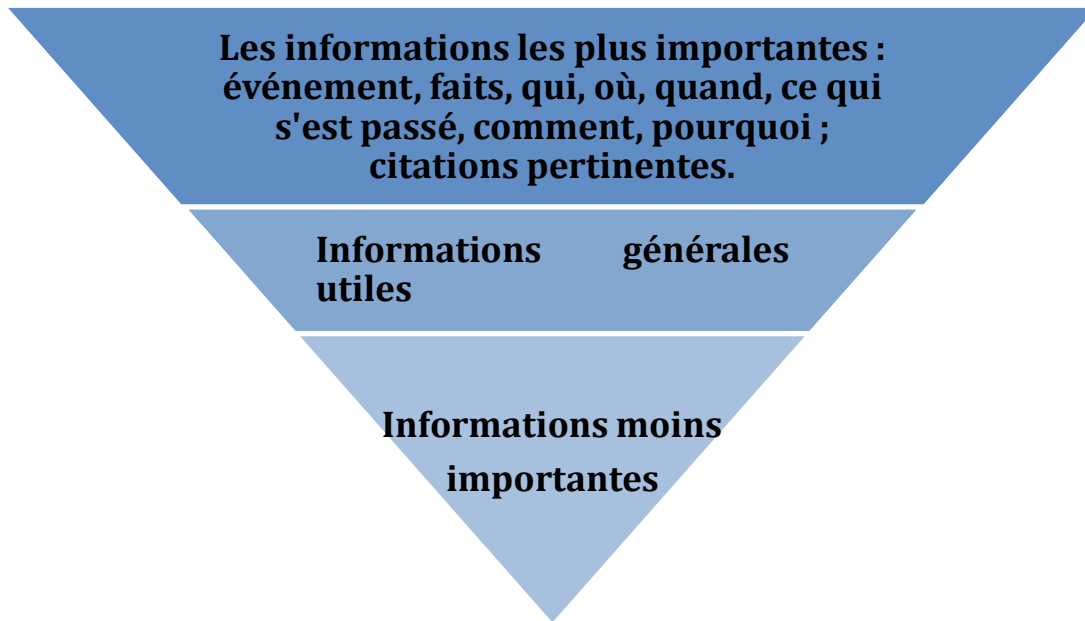 Les informations les plus importantes :
événement, faits, qui, où, quand, ce qui
s'est passé, comment, pourquoi ;
citations pertinentes.
Informations générales
utiles
Informations moins
importantes